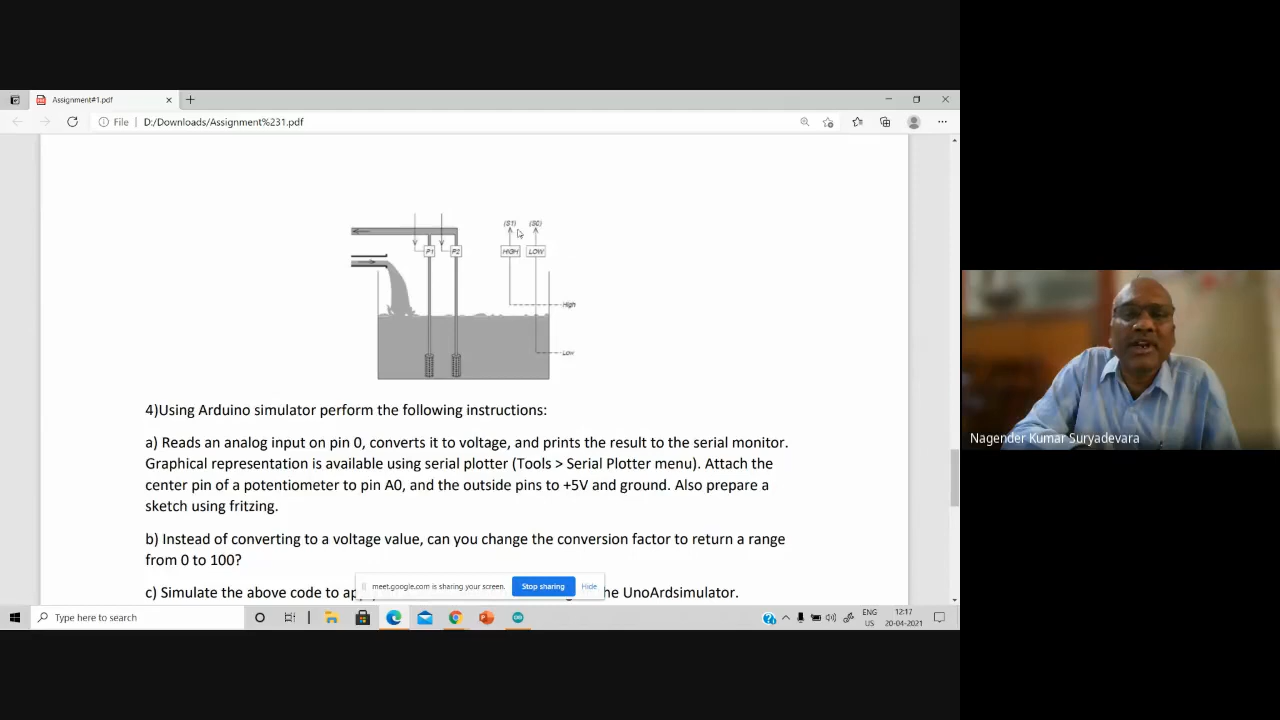 Assignment#1.pdf
File
D:/Downloads/Assignment%231.pdf
(S1) (S0)
P1 P2 HIGH LOW
High
Low
4)Using Arduino simulator perform the following instructions:
a) Reads an analog input on pin 0, converts it to voltage, and prints the result to the serial monitor.
Graphical representation is available using serial plotter (Tools > Serial Plotter menu). Attach the
center pin of a potentiometer to pin A0, and the outside pins to +5V and ground. Also prepare a
sketch using fritzing.
b) Instead of converting to a voltage value, can you change the conversion factor to return a range
from 0 to 100?
meet.google.com is sharing your screen. Stop sharing Hide
c) Simulate the above code to he UnoArdsimulator.
Type here to search
ENG
US
12:17
20-04-2021
Nagender Kumar Suryadevara